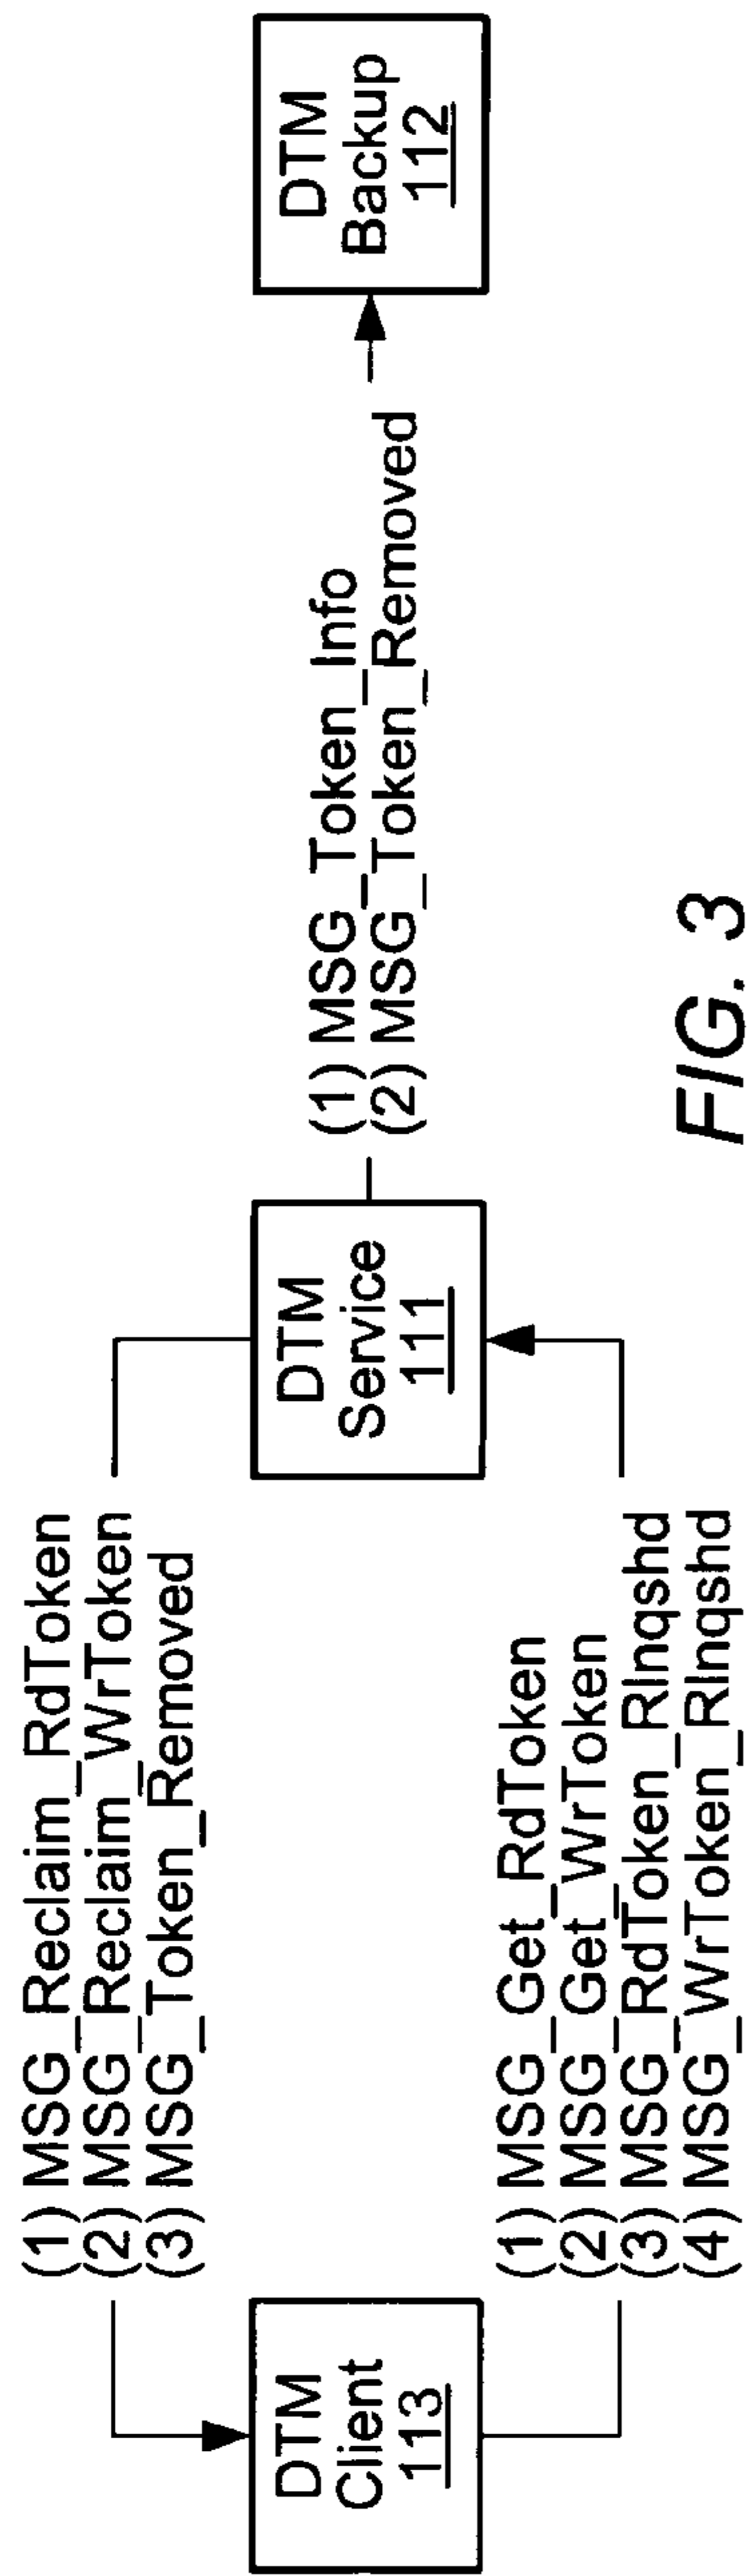 (1) MSG_Reclaim_RdToken
(2) MSG_Reclaim_WrToken
(3) MSG_Token_Removed
DTM
Client
113
DTM
Service
111
(1) MSG_Token_Info
(2) MSG_Token_Removed
DTM
Backup
112
(1) MSG_Get_RdToken
(2) MSG_Get_WrToken
(3) MSG_RdToken_Rlnqshd
(4) MSG_WrToken_Rlnqshd
FIG. 3